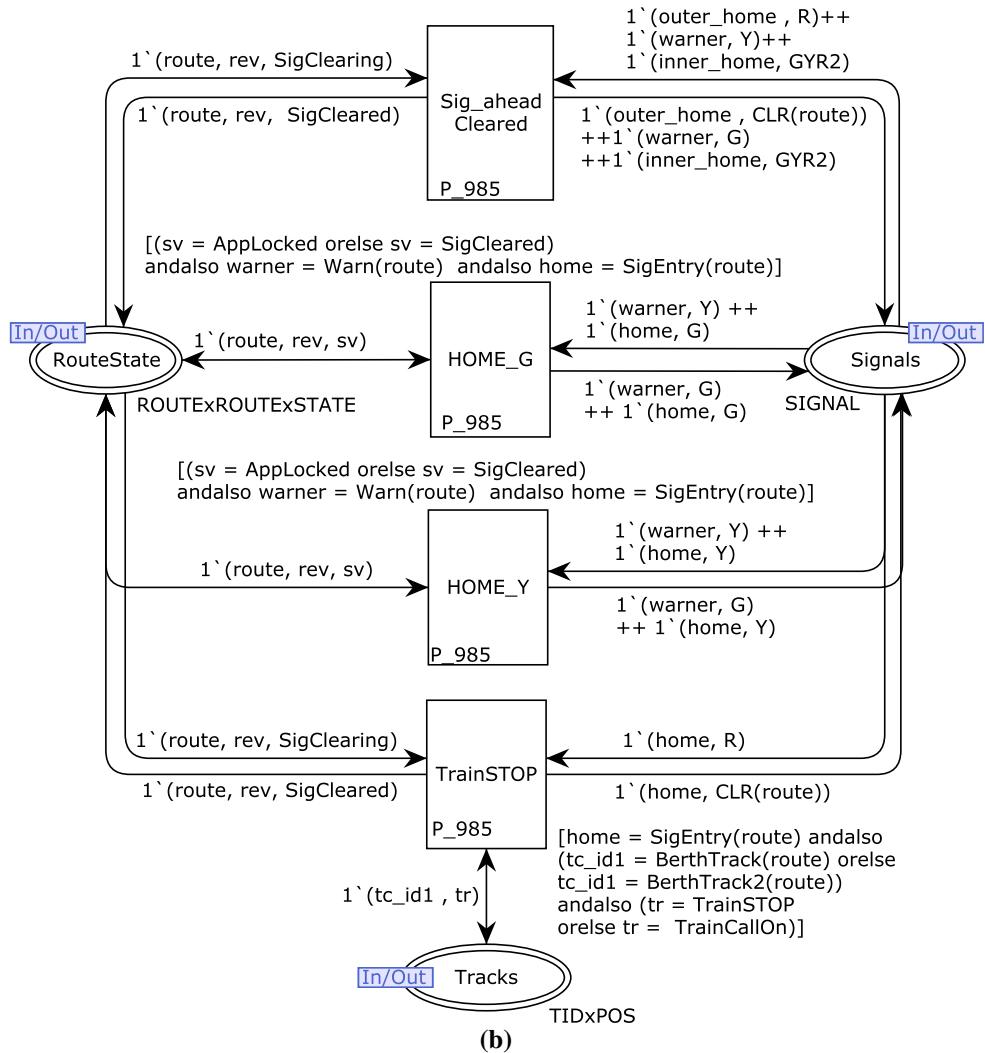 1`(outer_home , R)++
1`(warner, Y)++
1`(inner_home, GYR2)
1`(route, rev, SigClearing)
1`(route, rev,  SigCleared)
Sig_ahead
Cleared
P_985
1`(outer_home , CLR(route))
++1`(warner, G)
++1`(inner_home, GYR2)
[(sv = AppLocked orelse sv = SigCleared)
andalso warner = Warn(route)  andalso home = SigEntry(route)]
In/Out
RouteState
ROUTExROUTExSTATE
1`(route, rev, sv)
HOME_G
P_985
1`(warner, Y) ++
1`(home, G)
1`(warner, G)
++ 1`(home, G)
In/Out
Signals
SIGNAL
[(sv = AppLocked orelse sv = SigCleared)
andalso warner = Warn(route)  andalso home = SigEntry(route)]
1`(route, rev, sv)
HOME_Y
P_985
1`(warner, Y) ++
1`(home, Y)
1`(warner, G)
++ 1`(home, Y)
1`(route, rev, SigClearing)
1`(route, rev, SigCleared)
TrainSTOP
P_985
1`(home, R)
1`(home, CLR(route))
[home = SigEntry(route) andalso
(tc_id1 = BerthTrack(route) orelse
tc_id1 = BerthTrack2(route))
andalso (tr = TrainSTOP
orelse tr =  TrainCallOn)]
1`(tc_id1 , tr)
In/Out
Tracks
TIDxPOS
(b)